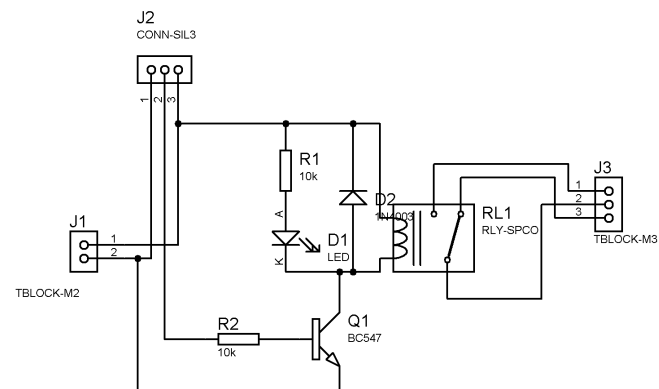 J2
CONN-SIL3
1
2
3
R1
10k
J3
1
2
3
TBLOCK-M3
A
D2
1N4003
RL1
RLY-SPCO
J1
1
2
TBLOCK-M2
D1
LED
K
Q1
BC547
R2
10k